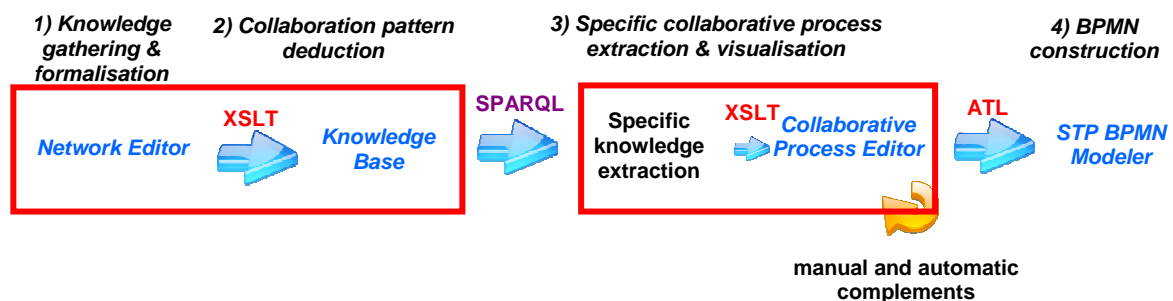 1) Knowledge
gathering &
formalisation
2) Collaboration pattern
deduction
3) Specific collaborative process
extraction & visualisation
4) BPMN
construction
Network Editor
XSLT
Knowledge
Base
SPARQL
Specific
knowledge
extraction
XSLT
Collaborative
Process Editor
ATL
STP BPMN
Modeler
manual and automatic
complements